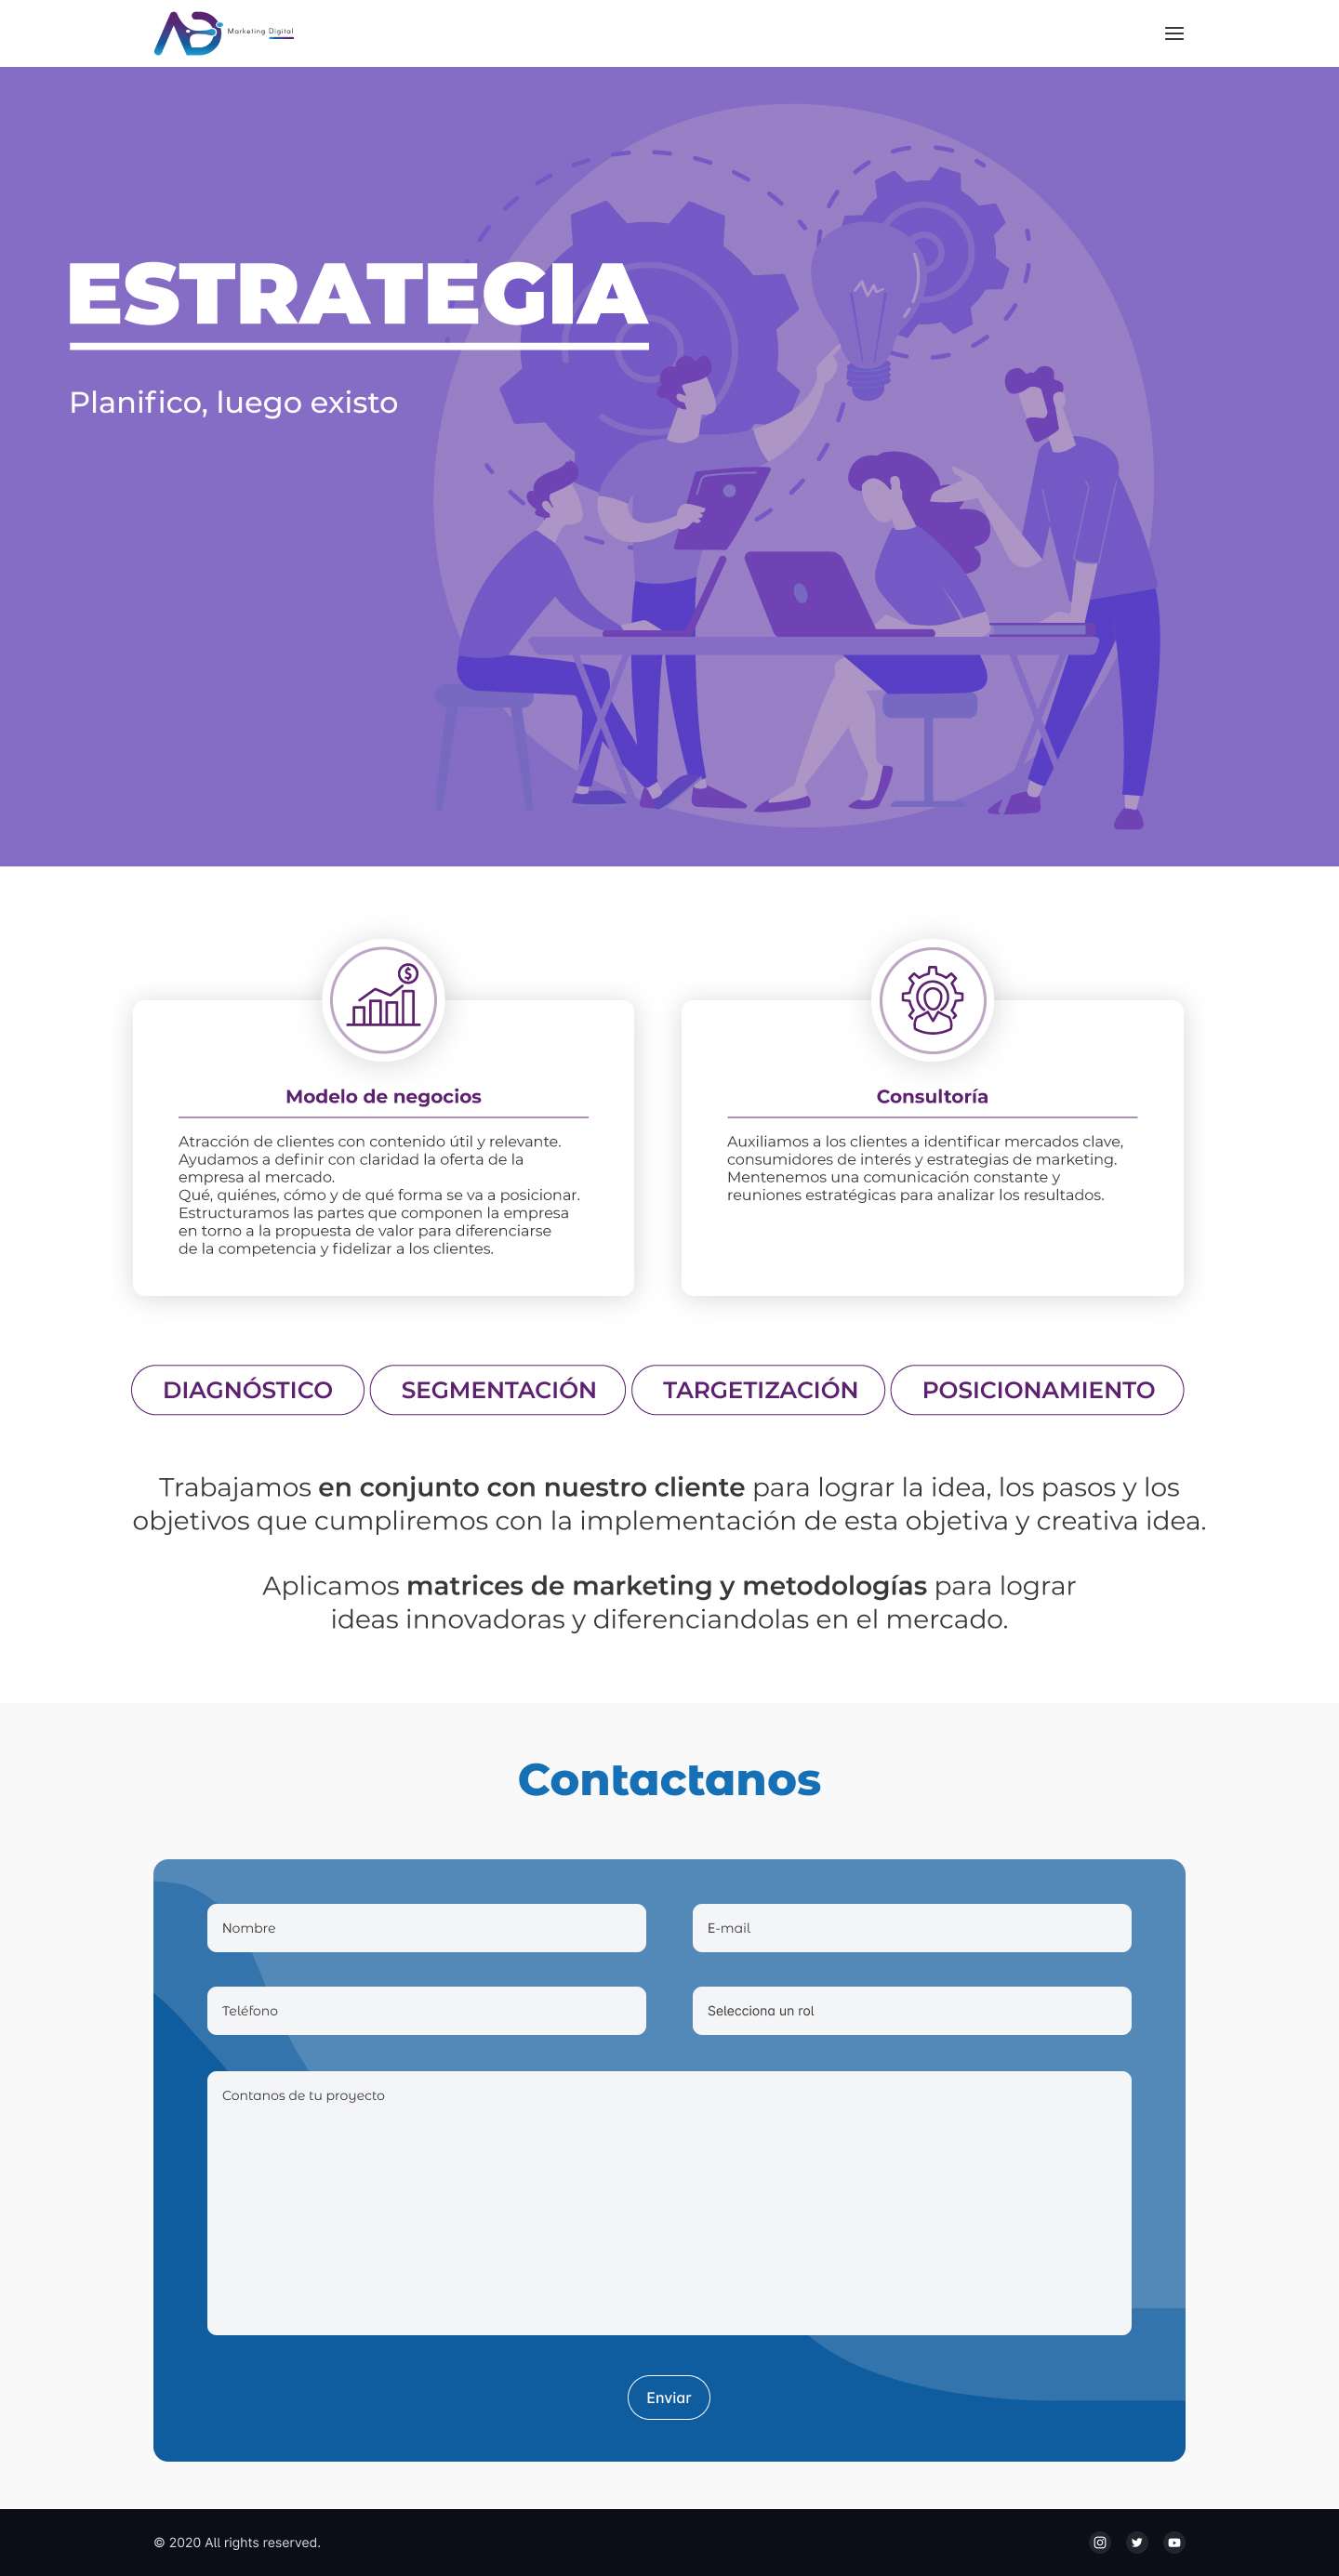 Marketing Digital
ESTRATEGIA
Planifico, luego existo
$
Modelo de negocios
Atracción de clientes con contenido útil y relevante.
Ayudamos a definir con claridad la oferta de la
empresa al mercado.
Qué, quiénes, cómo y de qué forma se va a posicionar.
Estructuramos las partes que componen la empresa
en torno a la propuesta de valor para diferenciarse
de la competencia y fidelizar a los clientes.
Consultoría
Auxiliamos a los clientes a identificar mercados clave,
consumidores de interés y estrategias de marketing.
Mentenemos una comunicación constante y
reuniones estratégicas para analizar los resultados.
DIAGNÓSTICO SEGMENTACIÓN TARGETIZACIÓN POSICIONAMIENTO
Trabajamos en conjunto con nuestro cliente para lograr la idea, los pasos y los
objetivos que cumpliremos con la implementación de esta objetiva y creativa idea.
Aplicamos matrices de marketing y metodologías para lograr
ideas innovadoras y diferenciandolas en el mercado.
Contactanos
Nombre
E-mail
Teléfono
Selecciona un rol
Contanos de tu proyecto
Enviar
© 2020 All rights reserved.